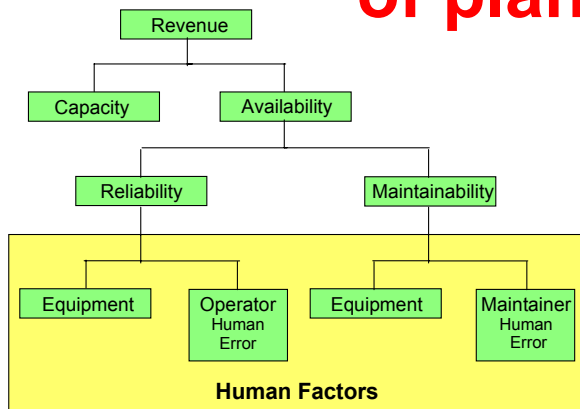 Revenue
Capacity
Availability
Reliability
Maintainability
Equipment
Operator
Human
Error
Equipment
Maintainer
Human
Error
Human Factors